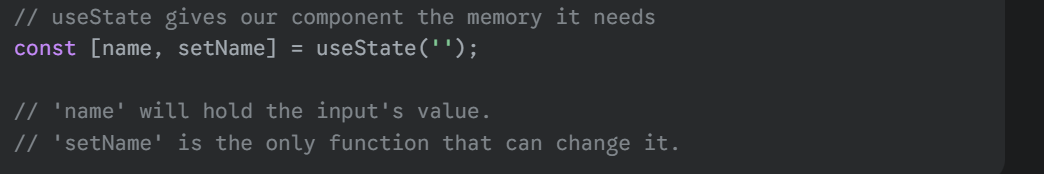 // useState gives our component the memory it needs
const [name, setName] = useState('');
// 'name' will hold the input's value.
// 'setName' is the only function that can change it.